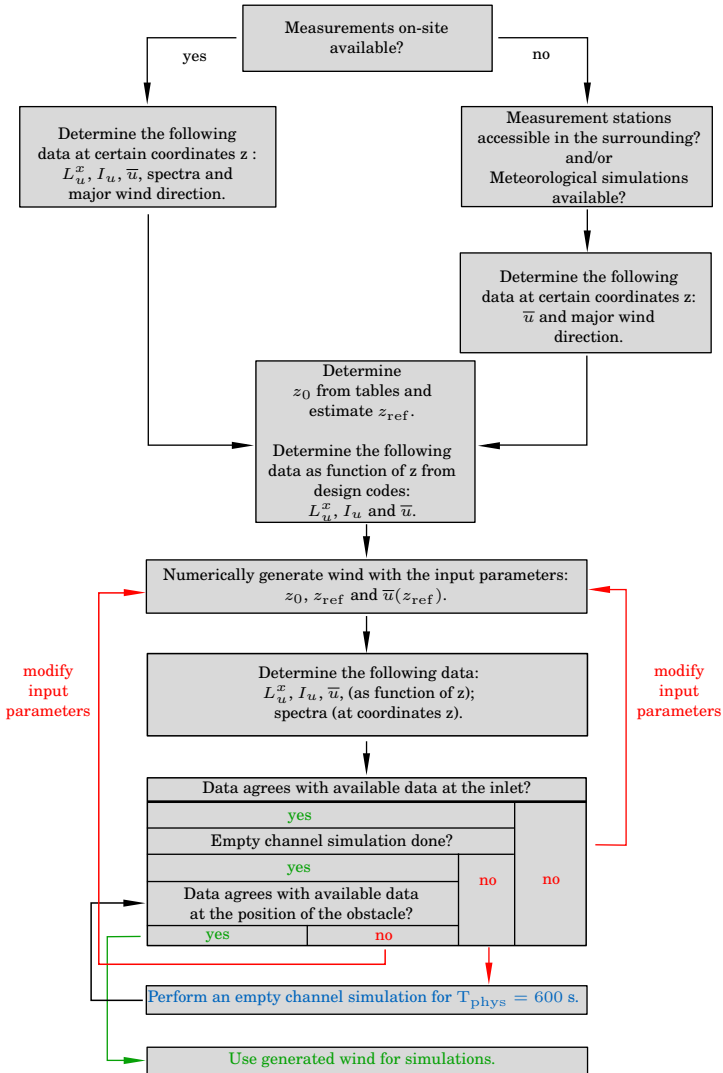 Measurements on-site
available?
yes
no
Determine the following
data at certain coordinates z :
L_u^x, I_u, u̅, spectra and
major wind direction.
Measurement stations
accessible in the surrounding?
and/or
Meteorological simulations
available?
Determine the following
data at certain coordinates z:
u̅ and major wind
direction.
Determine
z_0 from tables and
estimate z_ref.
Determine the following
data as function of z from
design codes:
L_u^x, I_u and u̅.
Numerically generate wind with the input parameters:
z_0, z_ref and u̅(z_ref).
modify
input
parameters
modify
input
parameters
Determine the following data:
L_u^x, I_u, u̅, (as function of z);
spectra (at coordinates z).
Data agrees with available data at the inlet?
yes
Empty channel simulation done?
yes
no
no
Data agrees with available data
at the position of the obstacle?
yes
no
Perform an empty channel simulation for T_phys = 600 s.
Use generated wind for simulations.